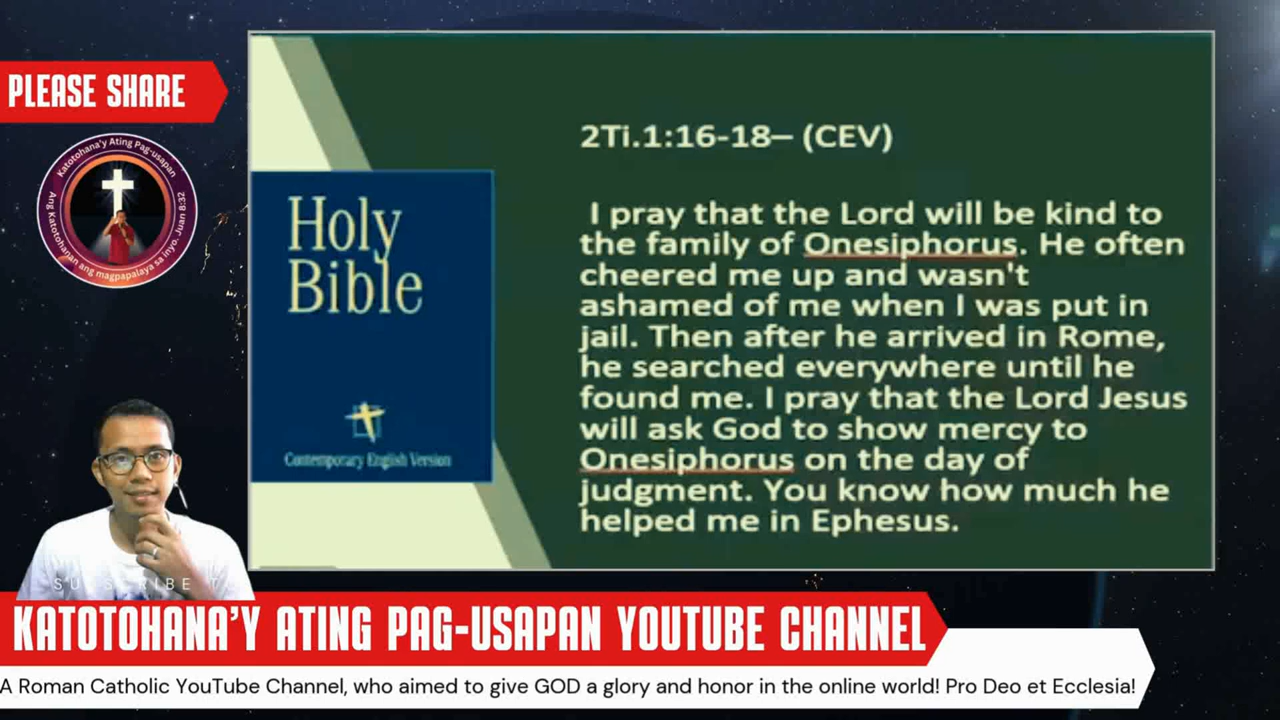 PLEASE SHARE
Katotohana'y Ating Pag-usapan
Ang Katotohanan ang magpapalaya sa inyo. Juan 8:32
2Ti.1:16-18– (CEV)
I pray that the Lord will be kind to
the family of Onesiphorus. He often
cheered me up and wasn't
ashamed of me when I was put in
jail. Then after he arrived in Rome,
he searched everywhere until he
found me. I pray that the Lord Jesus
will ask God to show mercy to
Onesiphorus on the day of
judgment. You know how much he
helped me in Ephesus.
Holy
Bible
Contemporary English Version
SUBSCRIBE TO
KATOTOHANA'Y ATING PAG-USAPAN YOUTUBE CHANNEL
A Roman Catholic YouTube Channel, who aimed to give GOD a glory and honor in the online world! Pro Deo et Ecclesia!